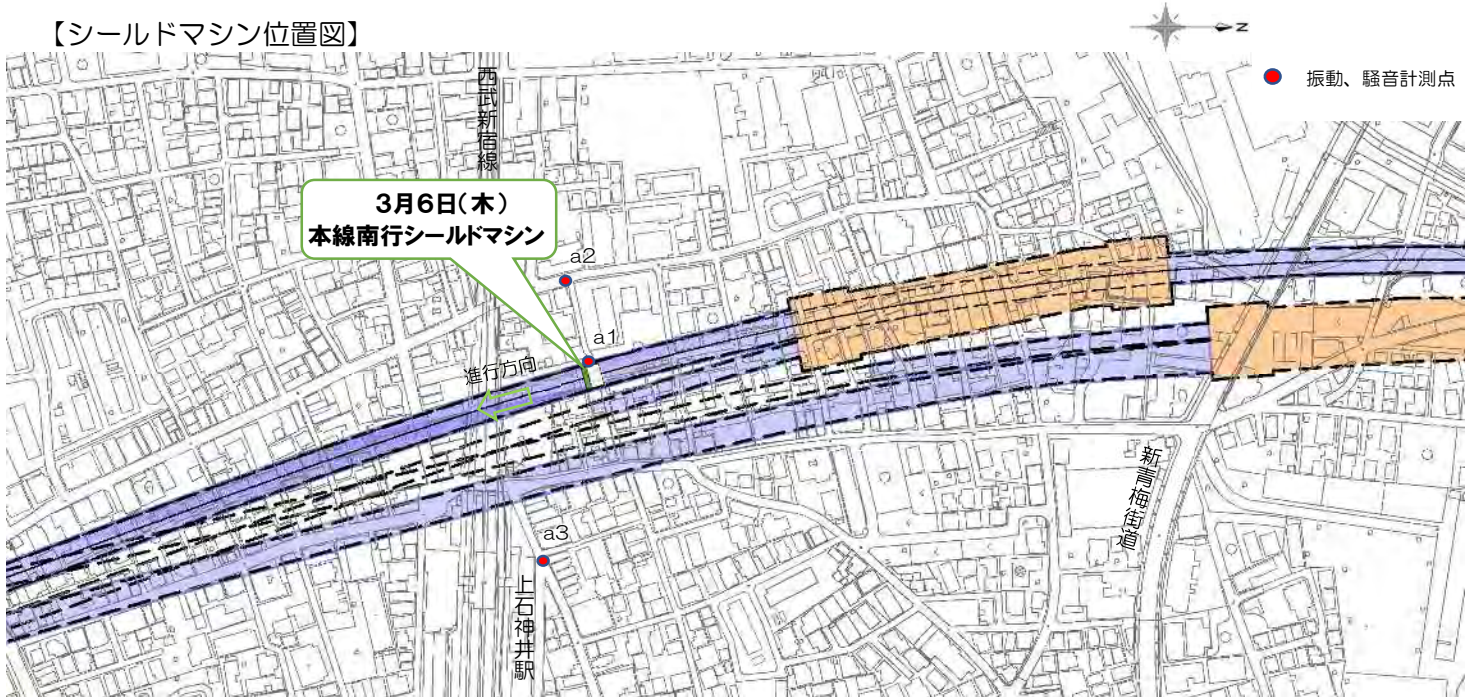 【シールドマシン位置図】
N
振動、騒音計測点
西武新宿線
3月6日(木)
本線南行シールドマシン
a2
a1
進行方向
新青梅街道
a3
上石神井駅